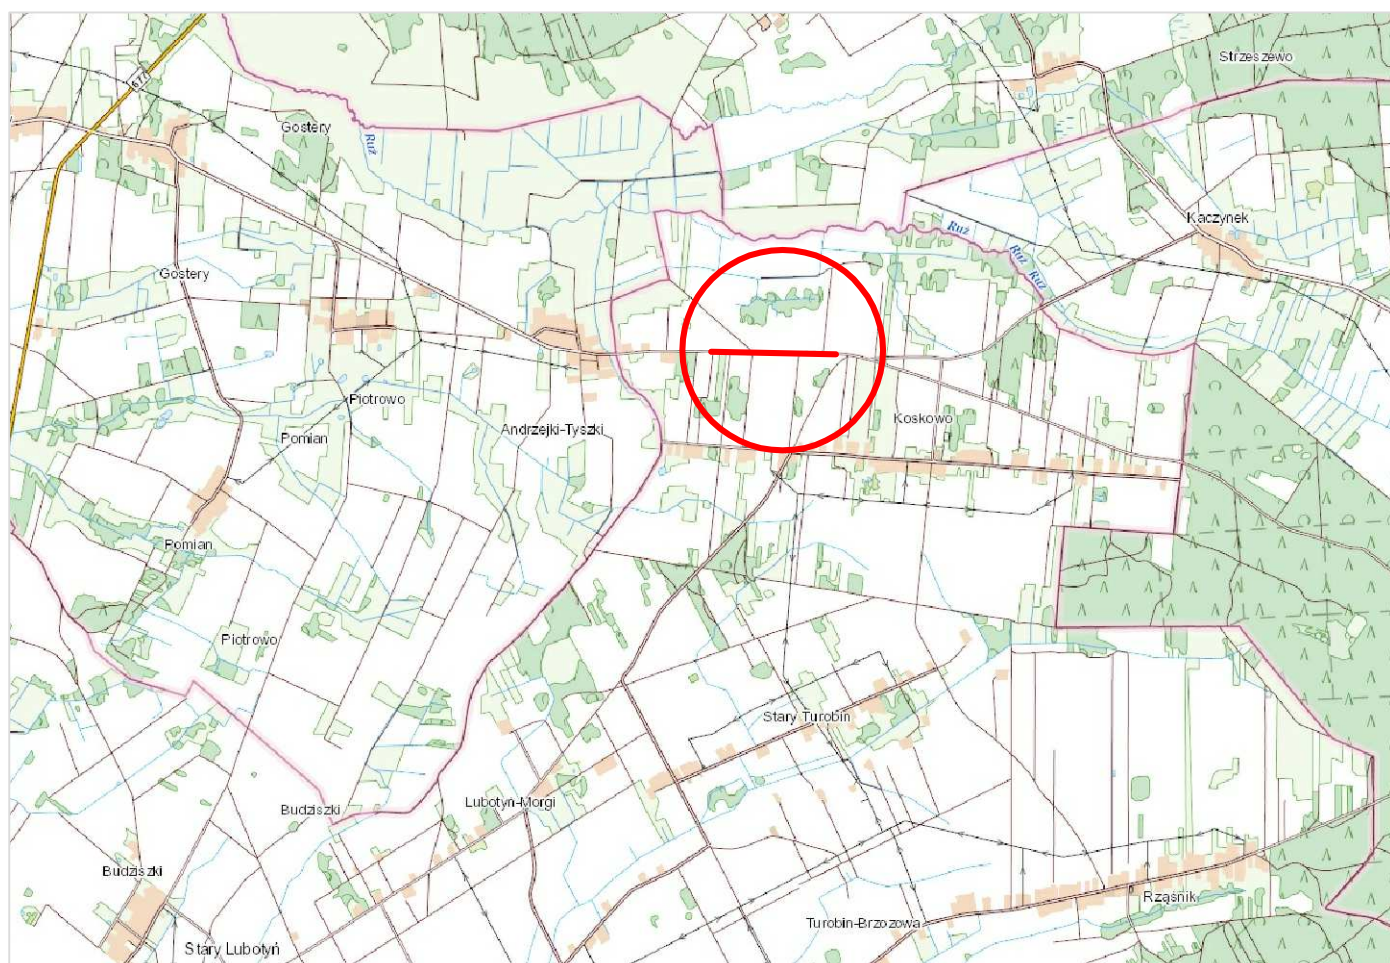 Strzeszewo
677
Gostery
Ruż
Kaczynek
Ruż
Ruż
Ruż
Gostery
Piotrowo
Koskowo
Andrzejki-Tyszki
Pomian
Pomian
Piotrowo
Stary Turobin
Lubotyń-Morgi
Budziszki
Budziszki
Rząśnik
Turobin-Brzozowa
Stary Lubotyń